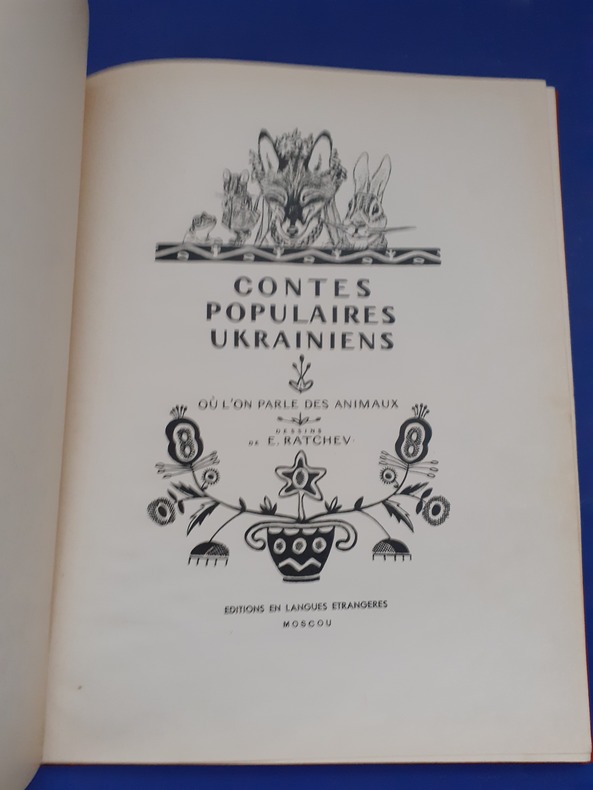 CONTES
POPULAIRES
UKRAINIENS
OÙ L'ON PARLE DES ANIMAUX
DESSINS
DE E. RATCHEV
EDITIONS EN LANGUES ETRANGERES
MOSCOU